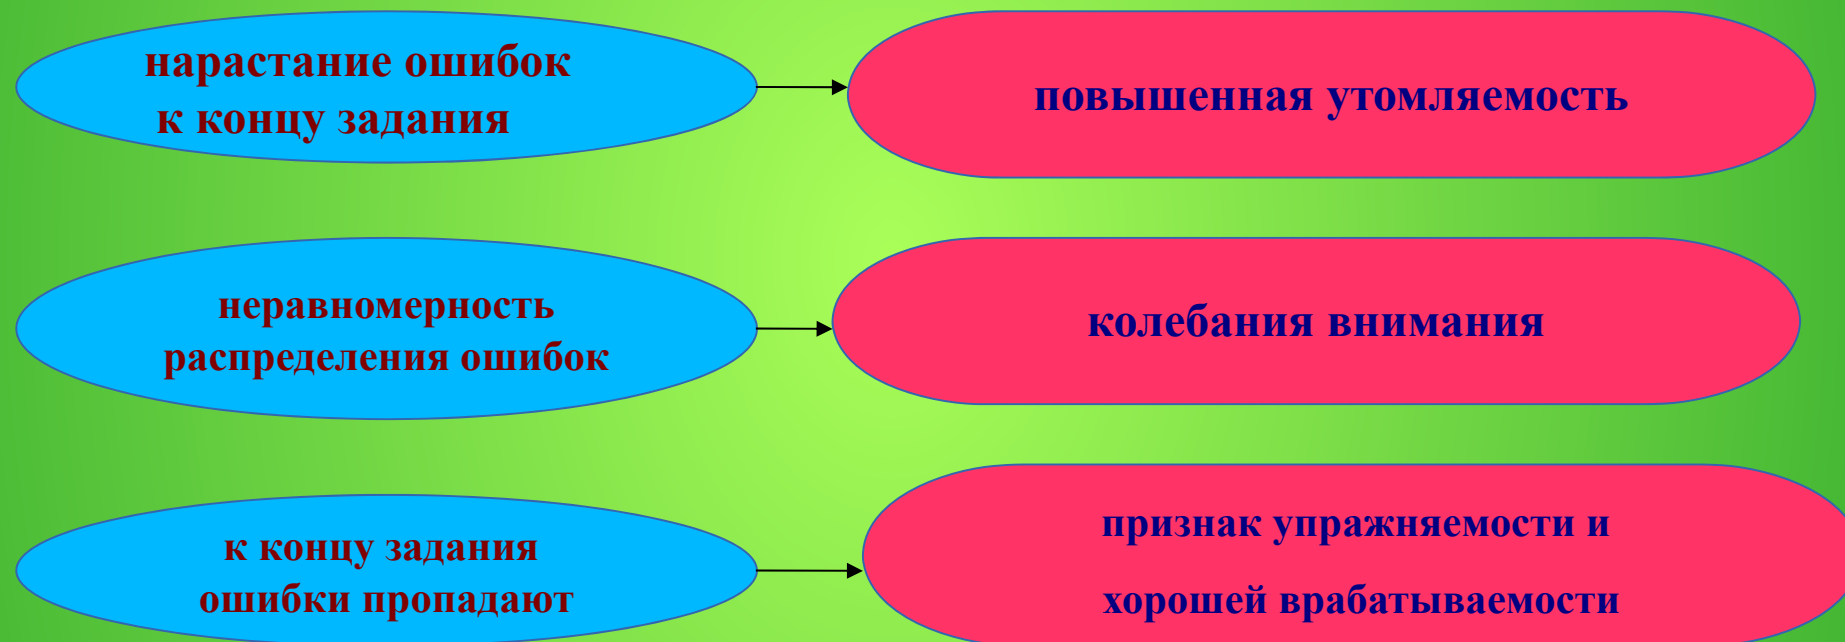 нарастание ошибок
к концу задания
повышенная утомляемость
неравномерность
распределения ошибок
колебания внимания
к концу задания
ошибки пропадают
признак упражняемости и
хорошей врабатываемости